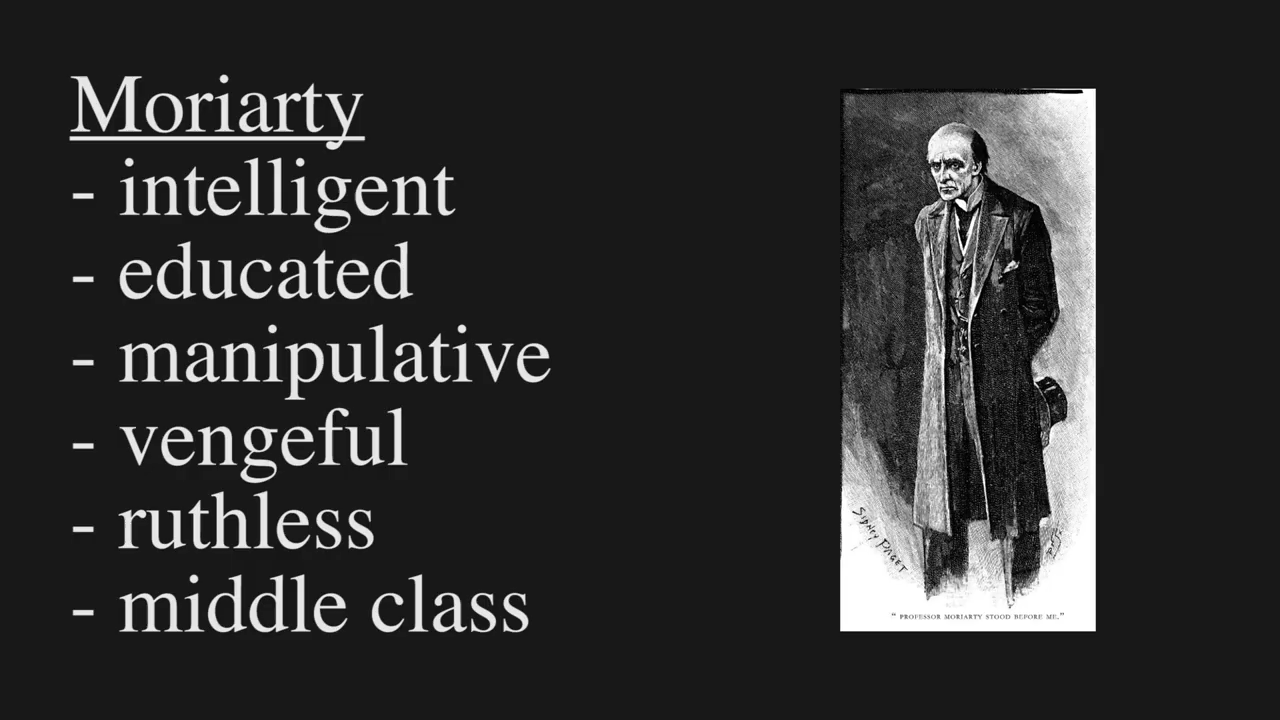 Moriarty
- intelligent
- educated
- manipulative
- vengeful
- ruthless
- middle class
SIDNEY PAGET
" PROFESSOR MORIARTY STOOD BEFORE ME."